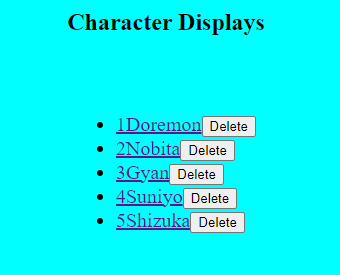 Character Displays
1Doremon Delete
2Nobita Delete
3Gyan Delete
4Suniyo Delete
5Shizuka Delete